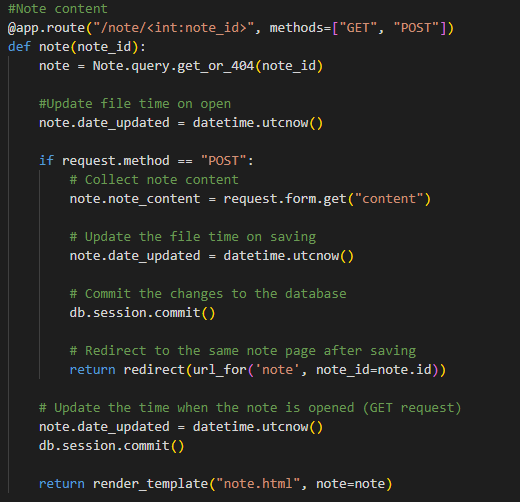 #Note content
@app.route("/note/<int:note_id>", methods=["GET", "POST"])
def note(note_id):
    note = Note.query.get_or_404(note_id)

    #Update file time on open
    note.date_updated = datetime.utcnow()

    if request.method == "POST":
        # Collect note content
        note.note_content = request.form.get("content")

        # Update the file time on saving
        note.date_updated = datetime.utcnow()

        # Commit the changes to the database
        db.session.commit()

        # Redirect to the same note page after saving
        return redirect(url_for('note', note_id=note.id))

    # Update the time when the note is opened (GET request)
    note.date_updated = datetime.utcnow()
    db.session.commit()

    return render_template("note.html", note=note)